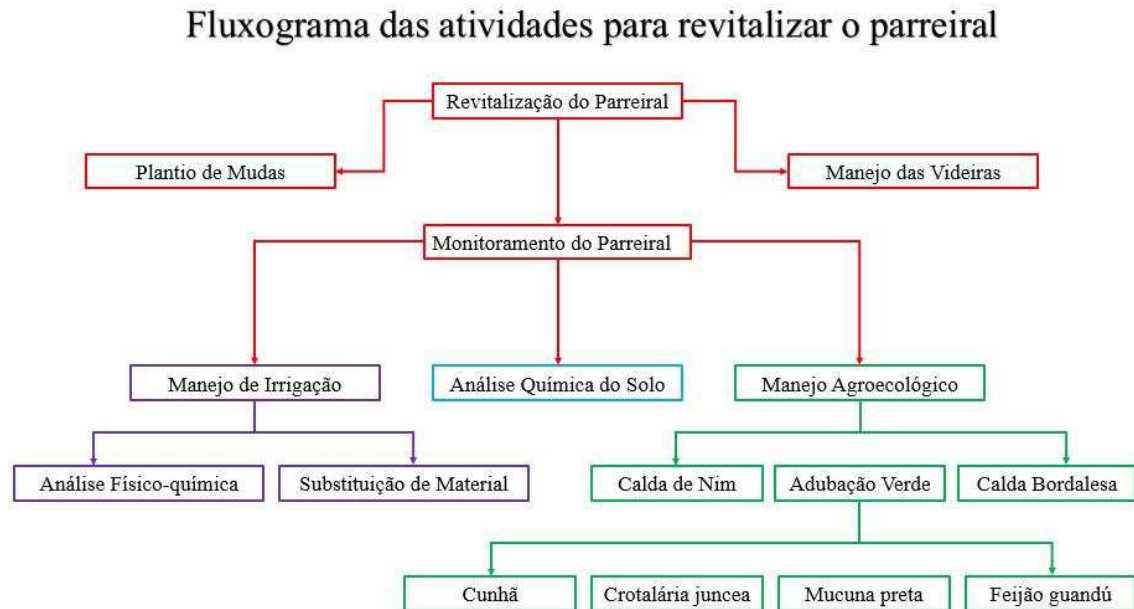 Fluxograma das atividades para revitalizar o parreiral
Revitalização do Parreiral
Plantio de Mudas
Manejo das Videiras
Monitoramento do Parreiral
Manejo de Irrigação
Análise Química do Solo
Manejo Agroecológico
Análise Físico-química
Substituição de Material
Calda de Nim
Adubação Verde
Calda Bordalesa
Cunhã
Crotalária juncea
Mucuna preta
Feijão guandú